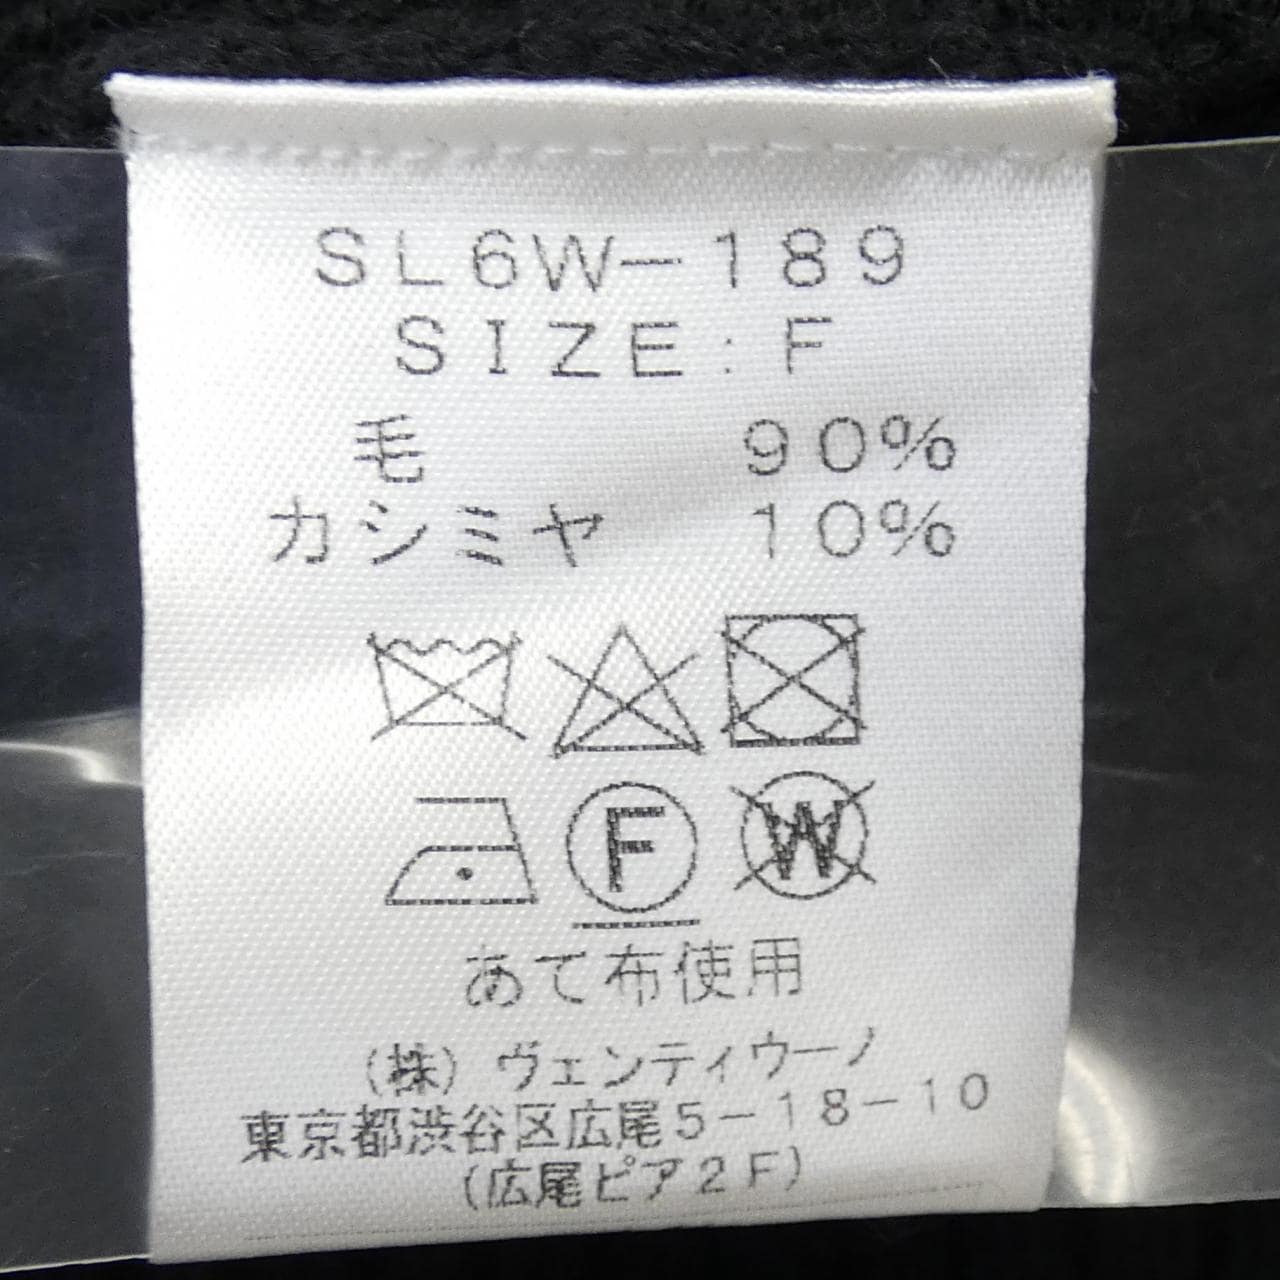 SL6W-189
SIZE:F
毛 90%
カシミヤ 10%
F W
あて布使用
(株)ヴェンティウーノ
東京都渋谷区広尾5-18-10
(広尾ピア2F)